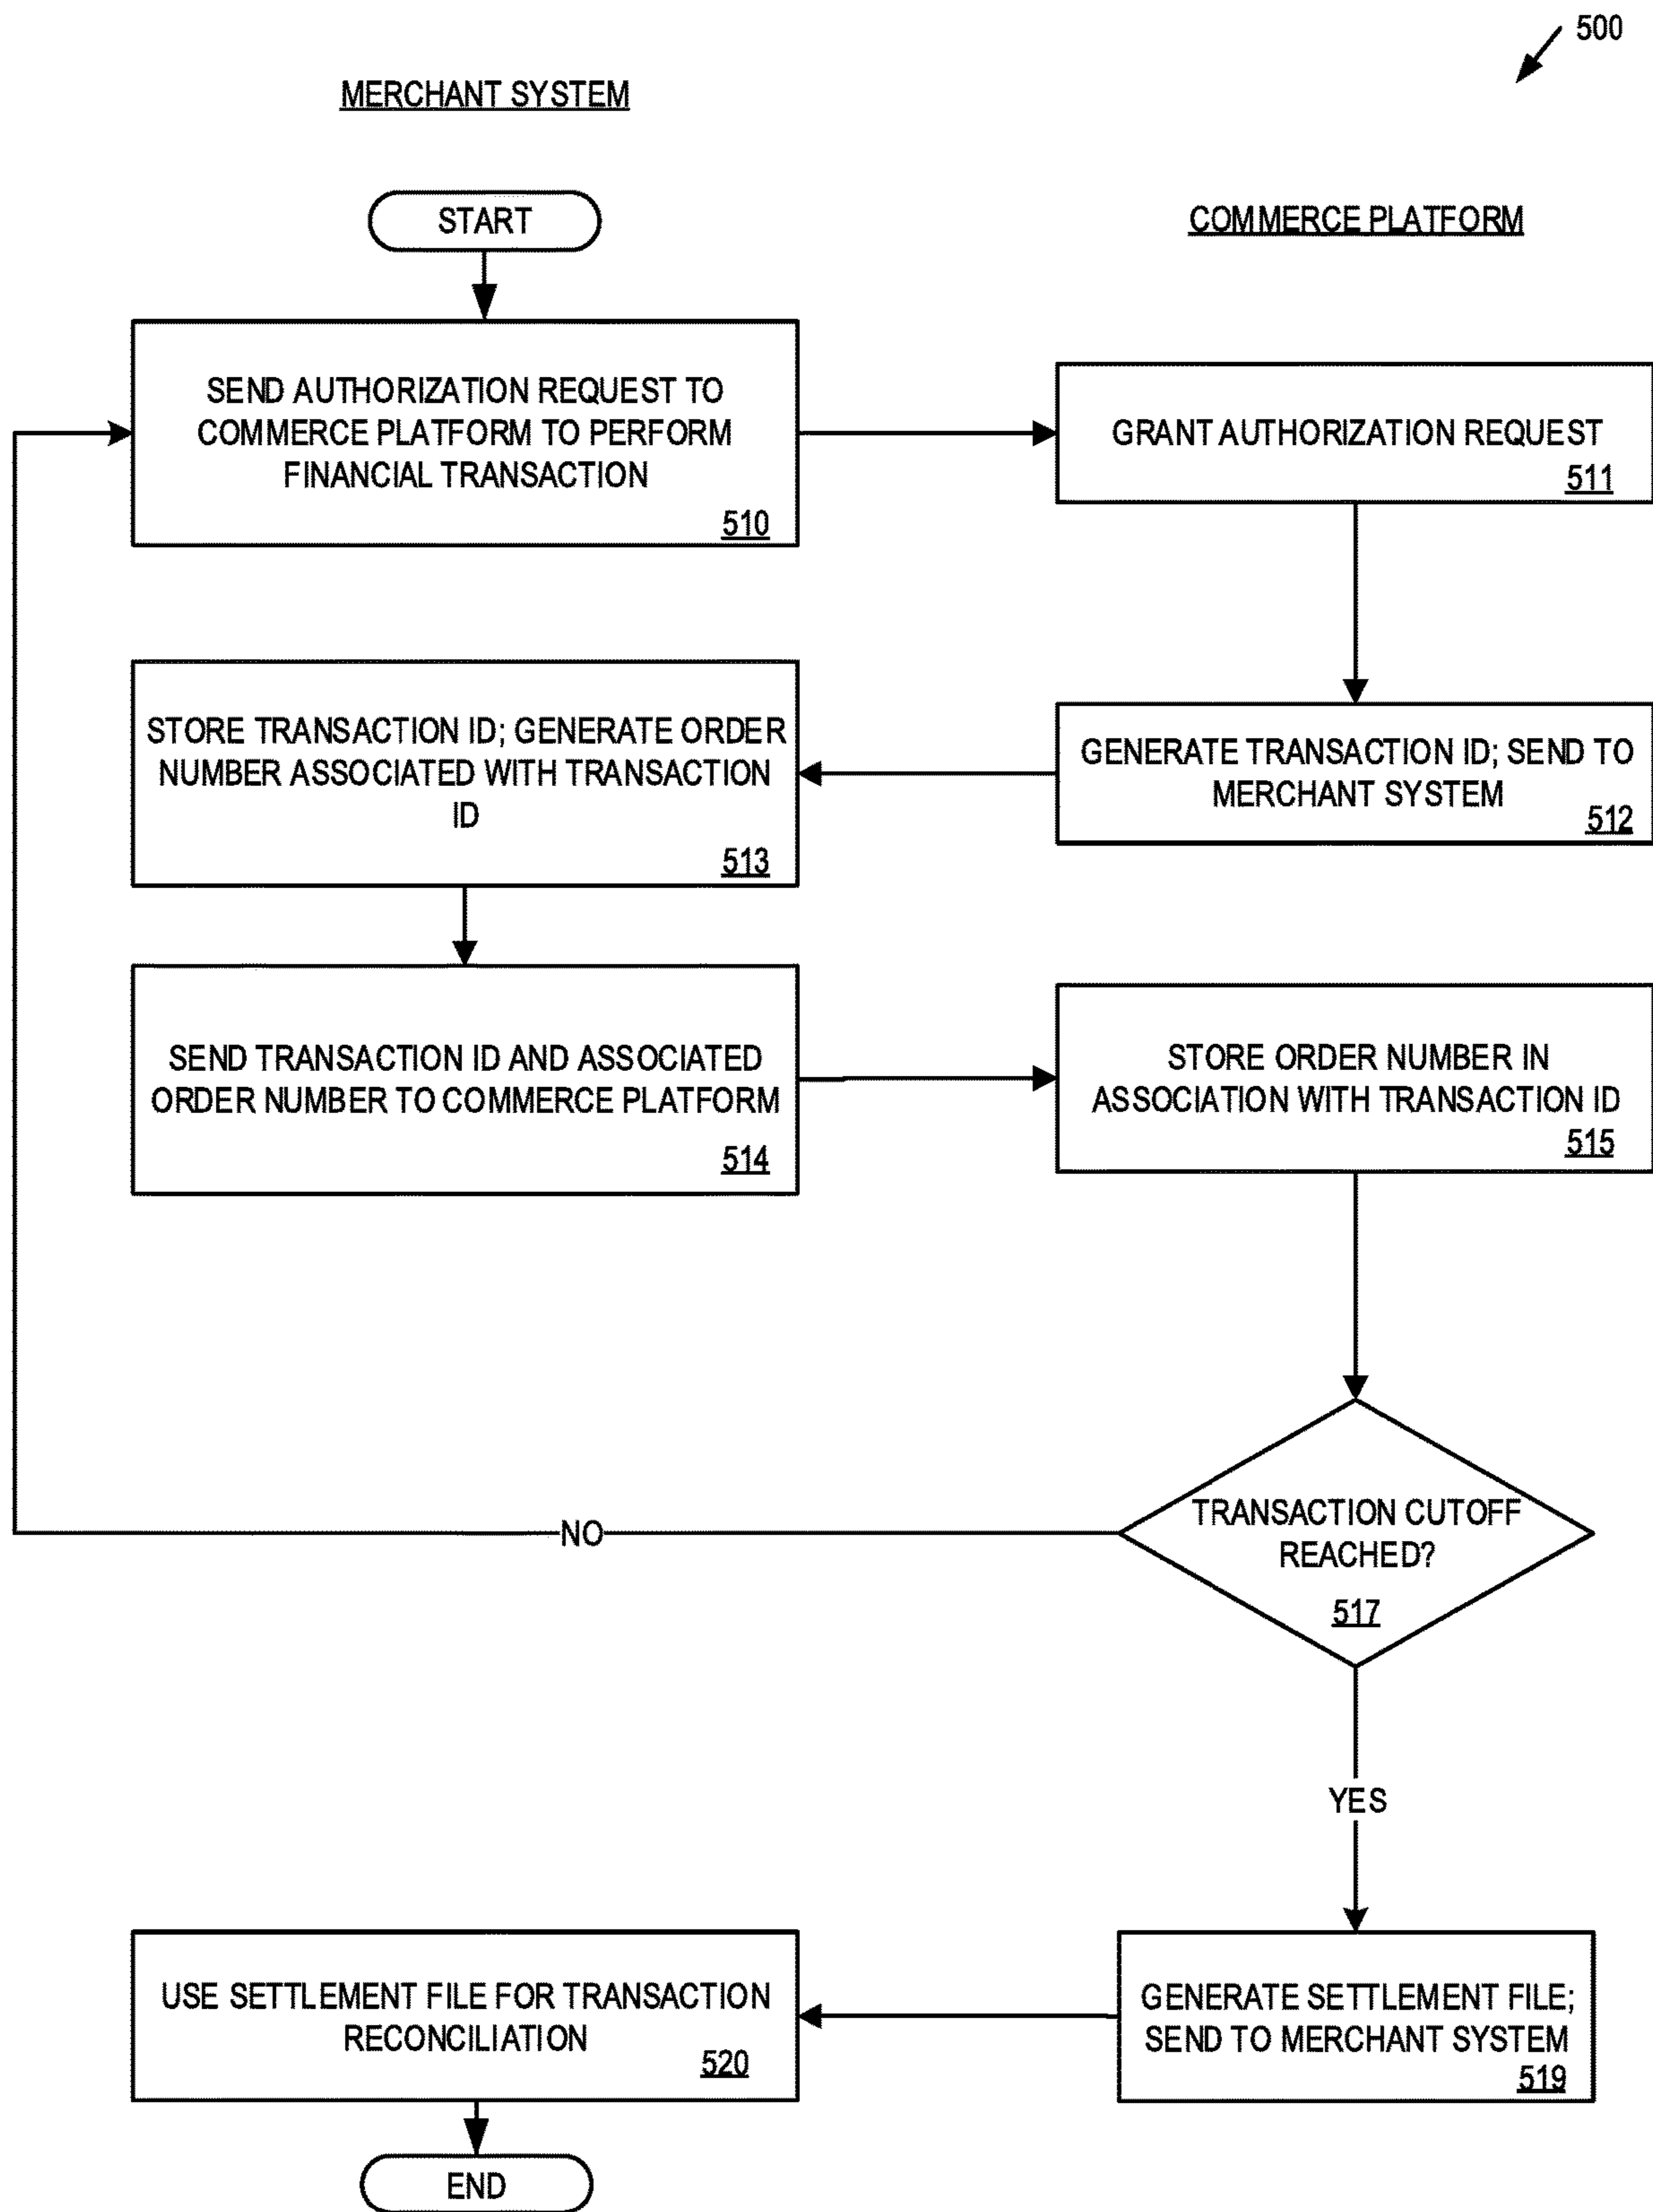 500
MERCHANT SYSTEM
START
COMMERCE PLATFORM
SEND AUTHORIZATION REQUEST TO
COMMERCE PLATFORM TO PERFORM
FINANCIAL TRANSACTION
510
GRANT AUTHORIZATION REQUEST
511
STORE TRANSACTION ID; GENERATE ORDER
NUMBER ASSOCIATED WITH TRANSACTION
ID
513
GENERATE TRANSACTION ID; SEND TO
MERCHANT SYSTEM
512
SEND TRANSACTION ID AND ASSOCIATED
ORDER NUMBER TO COMMERCE PLATFORM
514
STORE ORDER NUMBER IN
ASSOCIATION WITH TRANSACTION ID
515
NO
TRANSACTION CUTOFF
REACHED?
517
YES
USE SETTLEMENT FILE FOR TRANSACTION
RECONCILIATION
520
GENERATE SETTLEMENT FILE;
SEND TO MERCHANT SYSTEM
519
END